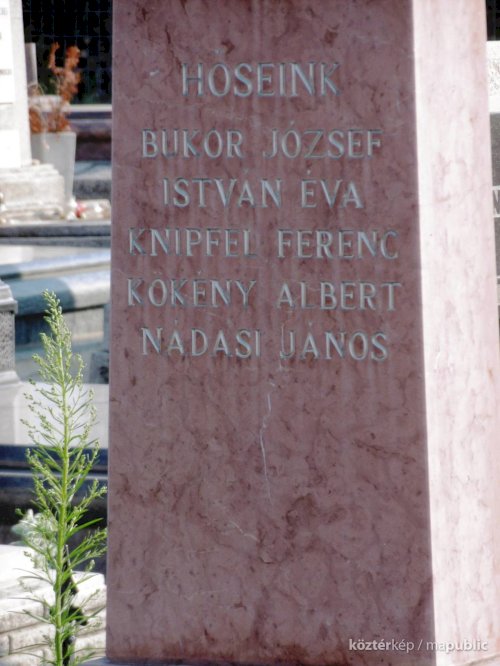 HŐSEINK
BUKOR JÓZSEF
ISTVÁN ÉVA
KNIPFEL FERENC
KÖKÉNY ALBERT
NÁDASI JÁNOS
köztérkép / mapublic